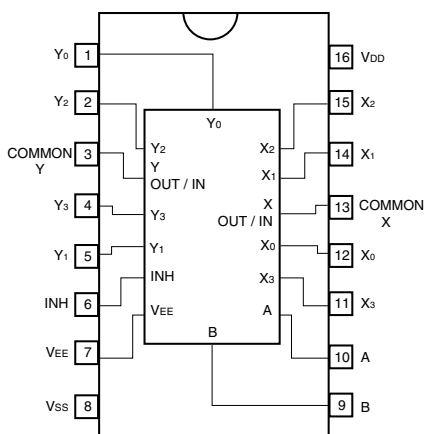 Y0 1
16 VDD
Y2 2
15 X2
COMMON Y 3
14 X1
Y3 4
13 COMMON X
Y1 5
12 X0
INH 6
11 X3
VEE 7
10 A
VSS 8
9 B
Y0
Y2
X2
Y
OUT / IN
X1
X
OUT / IN
Y3
Y1
X0
INH
X3
VEE
A
B